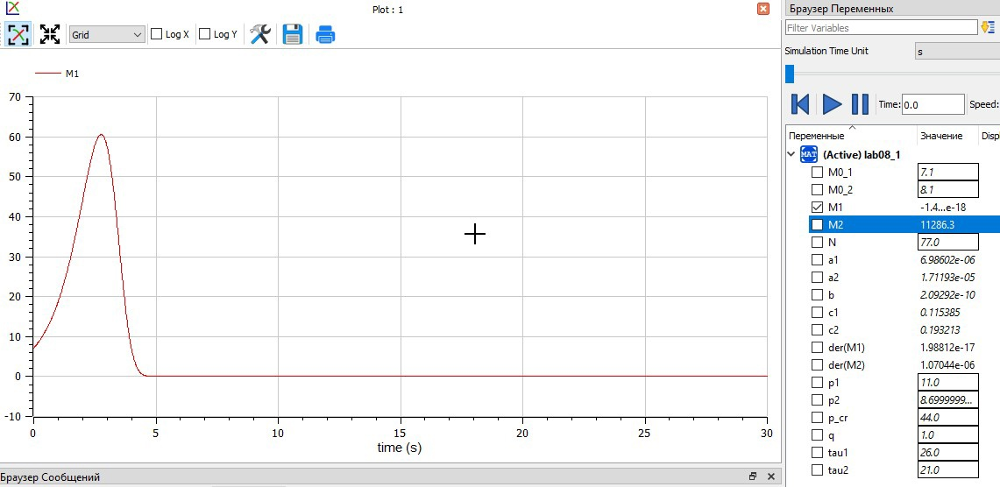 Plot : 1
Grid
Log X
Log Y
M1
70
60
50
40
30
20
10
0
-10
0 5 10 15 20 25 30
time (s)
Браузер Сообщений
Браузер Переменных
Filter Variables
Simulation Time Unit s
Time: 0.0 Speed:
Переменные Значение Displ
MAT (Active) lab08_1
M0_1 7.1
M0_2 8.1
M1 -1.4...e-18
M2 11286.3
N 77.0
a1 6.98602e-06
a2 1.71193e-05
b 2.09292e-10
c1 0.115385
c2 0.193213
der(M1) 1.98812e-17
der(M2) 1.07044e-06
p1 11.0
p2 8.6999999...
p_cr 44.0
q 1.0
tau1 26.0
tau2 21.0